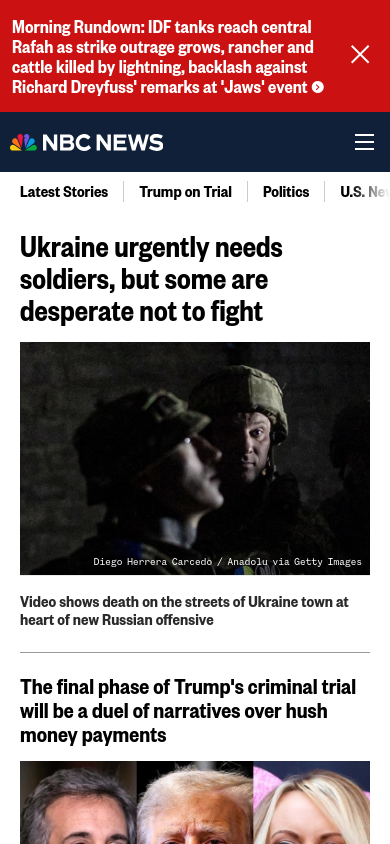 Morning Rundown: IDF tanks reach central
Rafah as strike outrage grows, rancher and
cattle killed by lightning, backlash against
Richard Dreyfuss' remarks at 'Jaws' event
NBC NEWS
Latest Stories
Trump on Trial
Politics
U.S. Ne
Ukraine urgently needs
soldiers, but some are
desperate not to fight
Diego Herrera Carcedo / Anadolu via Getty Images
Video shows death on the streets of Ukraine town at
heart of new Russian offensive
The final phase of Trump's criminal trial
will be a duel of narratives over hush
money payments